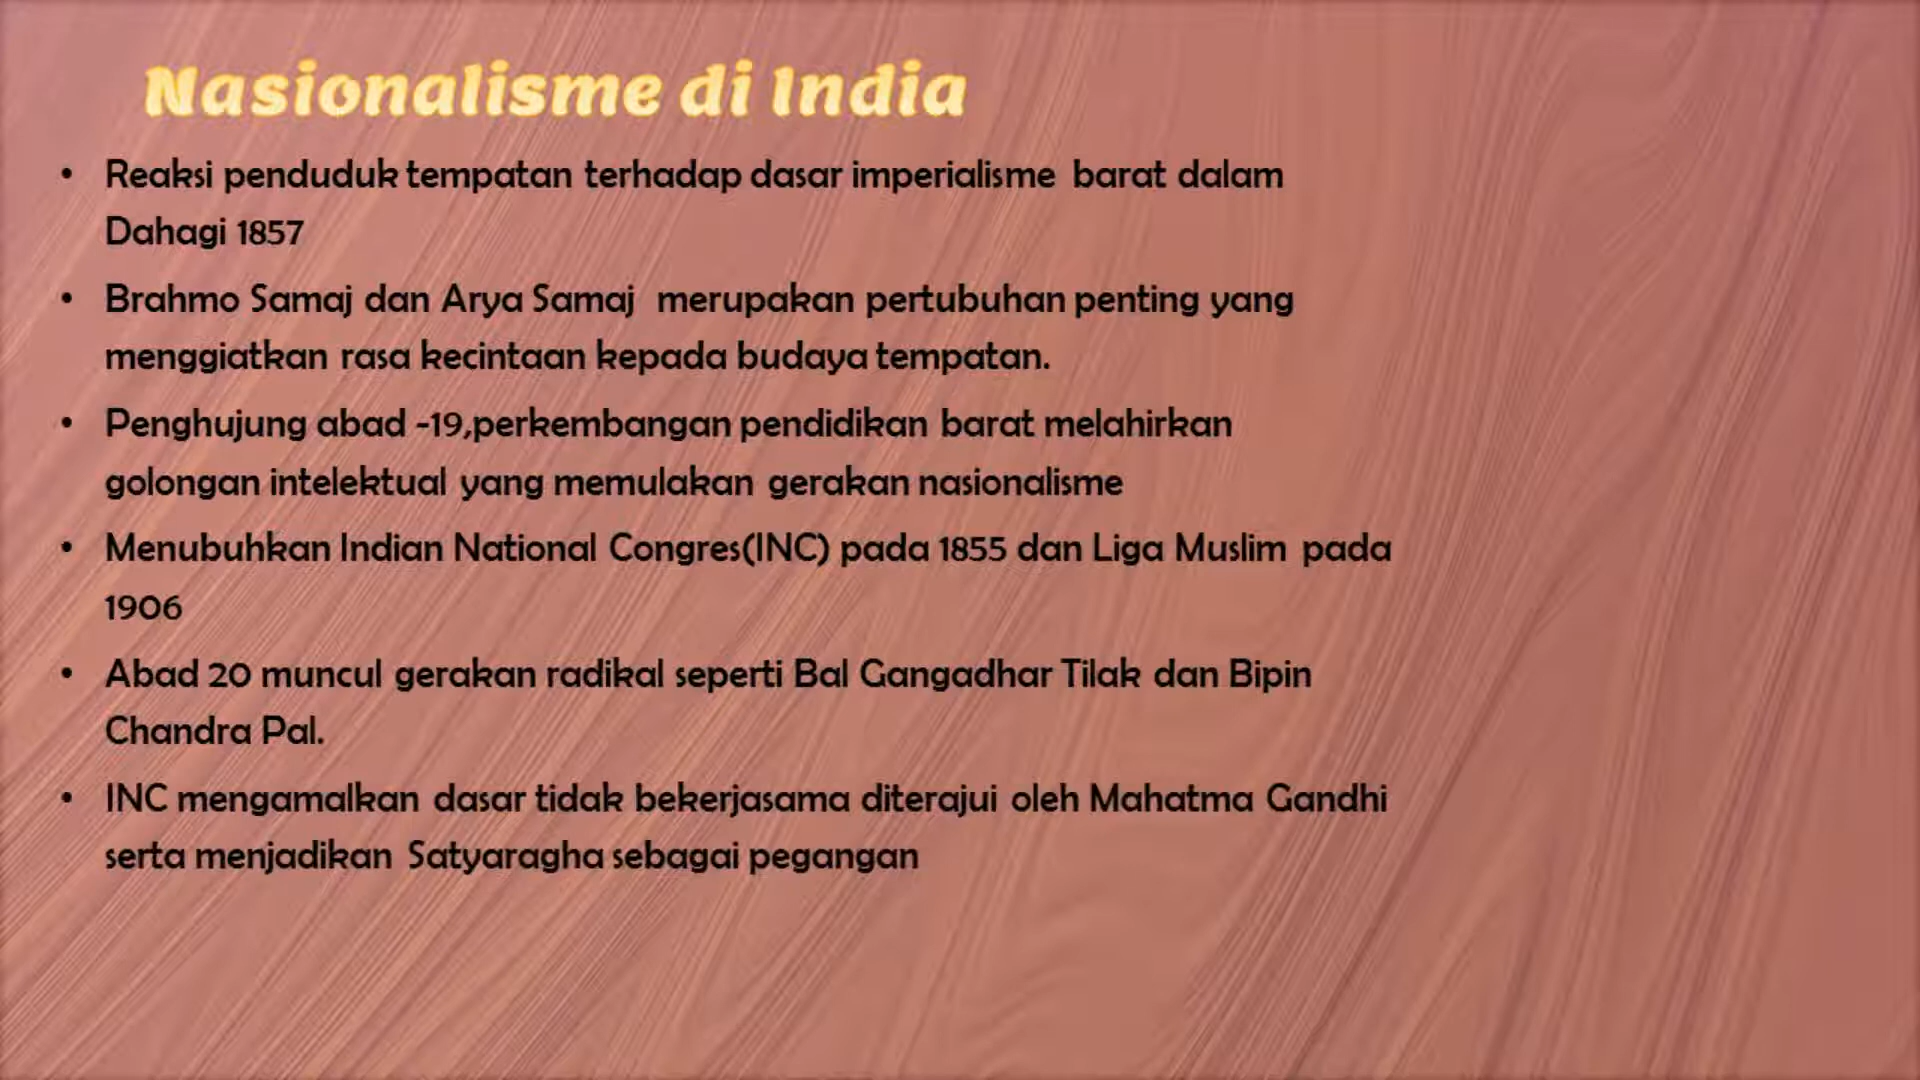 Nasionalisme di India
• Reaksi penduduk tempatan terhadap dasar imperialisme barat dalam
Dahagi 1857
• Brahmo Samaj dan Arya Samaj merupakan pertubuhan penting yang
menggiatkan rasa kecintaan kepada budaya tempatan.
• Penghujung abad -19,perkembangan pendidikan barat melahirkan
golongan intelektual yang memulakan gerakan nasionalisme
• Menubuhkan Indian National Congres(INC) pada 1855 dan Liga Muslim pada
1906
• Abad 20 muncul gerakan radikal seperti Bal Gangadhar Tilak dan Bipin
Chandra Pal.
• INC mengamalkan dasar tidak bekerjasama diterajui oleh Mahatma Gandhi
serta menjadikan Satyaragha sebagai pegangan